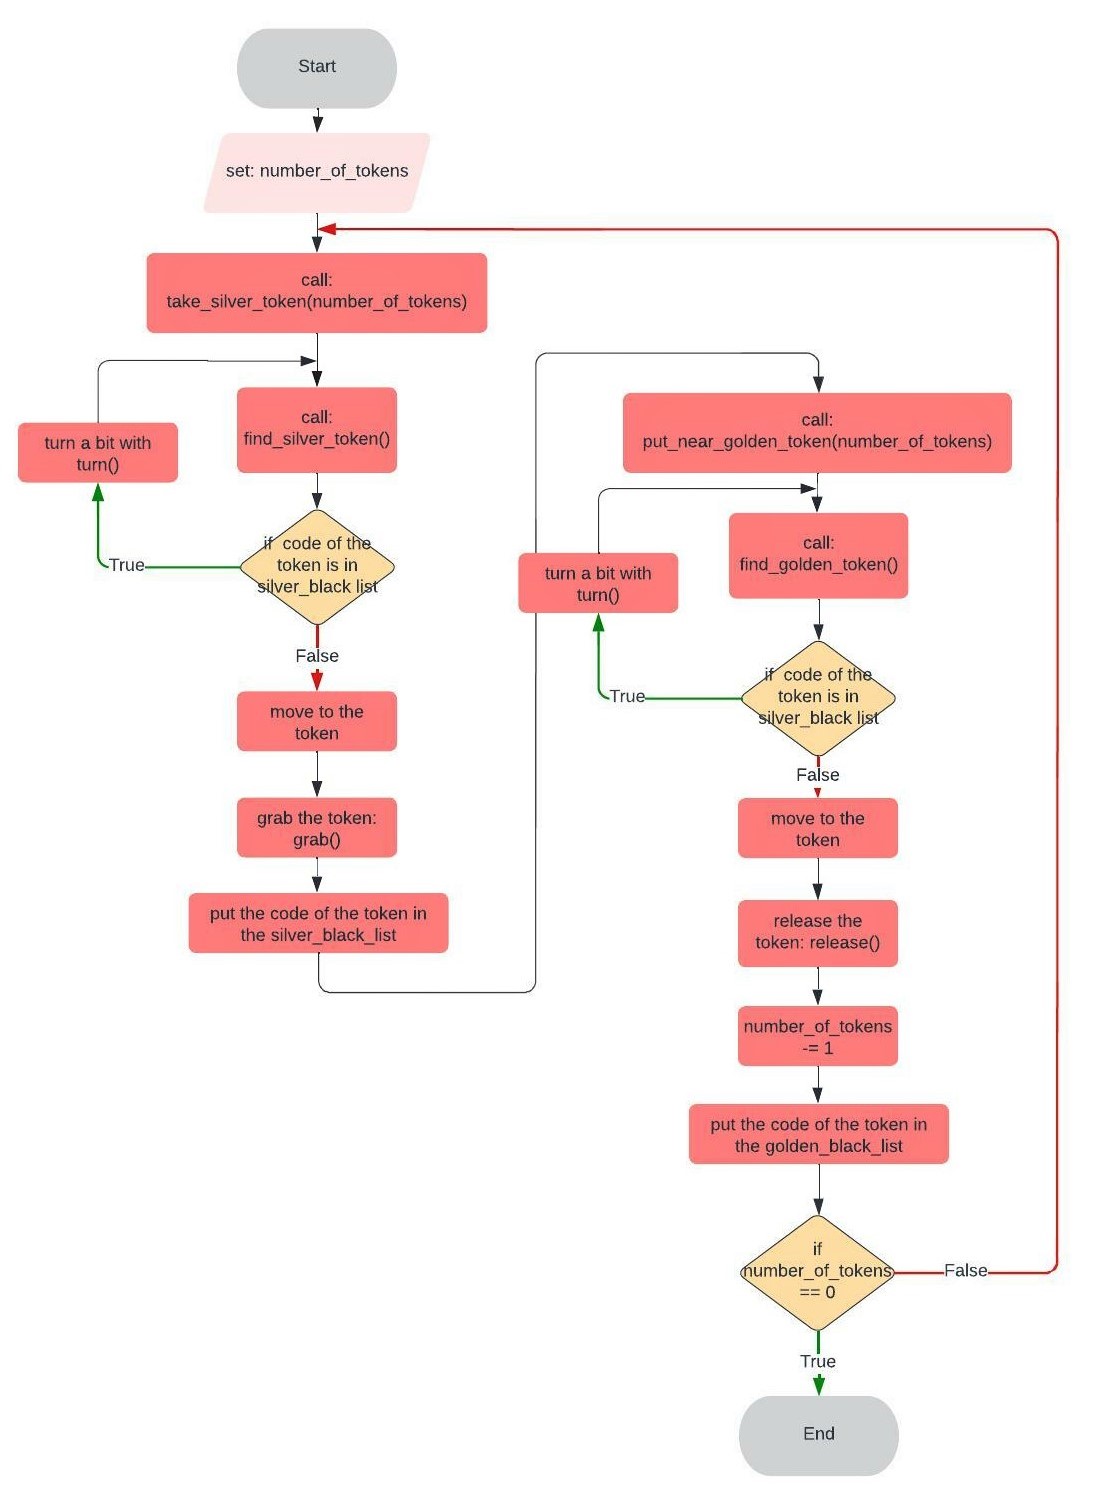 Start
set: number_of_tokens
call:
take_silver_token(number_of_tokens)
call:
find_silver_token()
turn a bit with
turn()
if  code of the
token is in
silver_black list
True
False
move to the
token
grab the token:
grab()
put the code of the token in
the silver_black_list
call:
put_near_golden_token(number_of_tokens)
call:
find_golden_token()
turn a bit with
turn()
if  code of the
token is in
silver_black list
True
False
move to the
token
release the
token: release()
number_of_tokens
-= 1
put the code of the token in
the golden_black_list
if
number_of_tokens
== 0
False
True
End